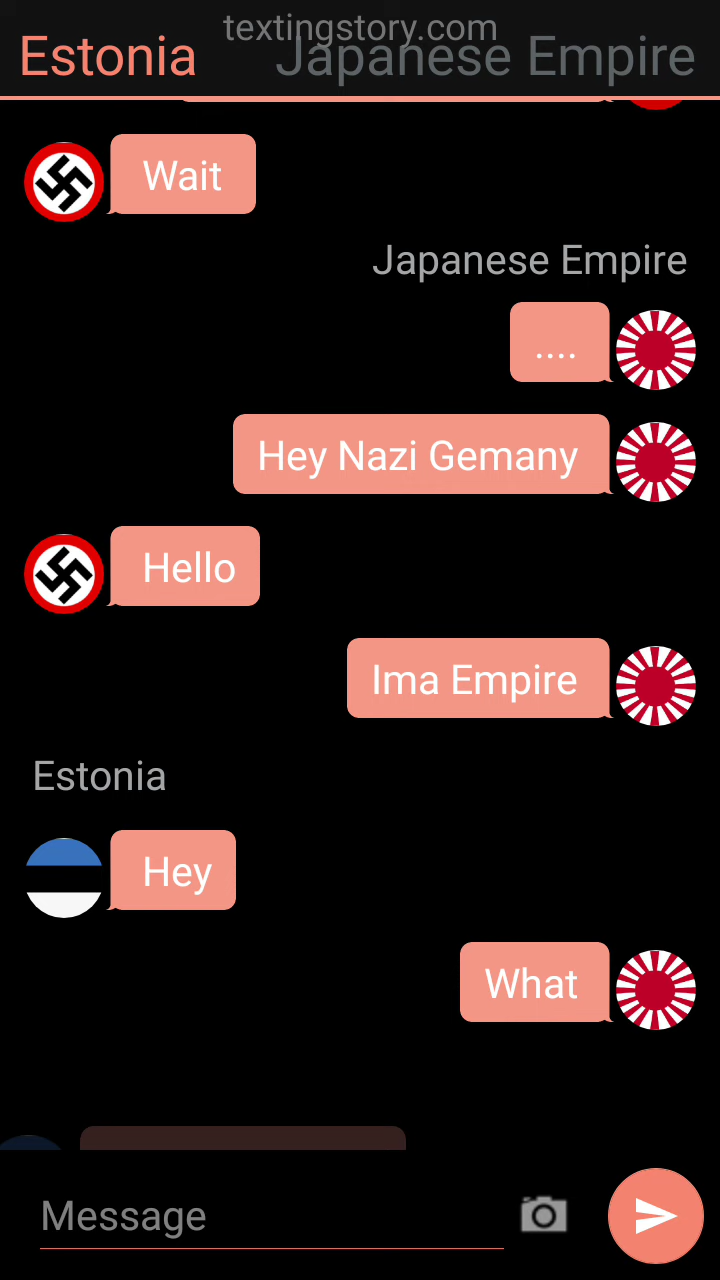 textingstory.com
Estonia
Japanese Empire
Wait
Japanese Empire
....
Hey Nazi Gemany
Hello
Ima Empire
Estonia
Hey
What
Message